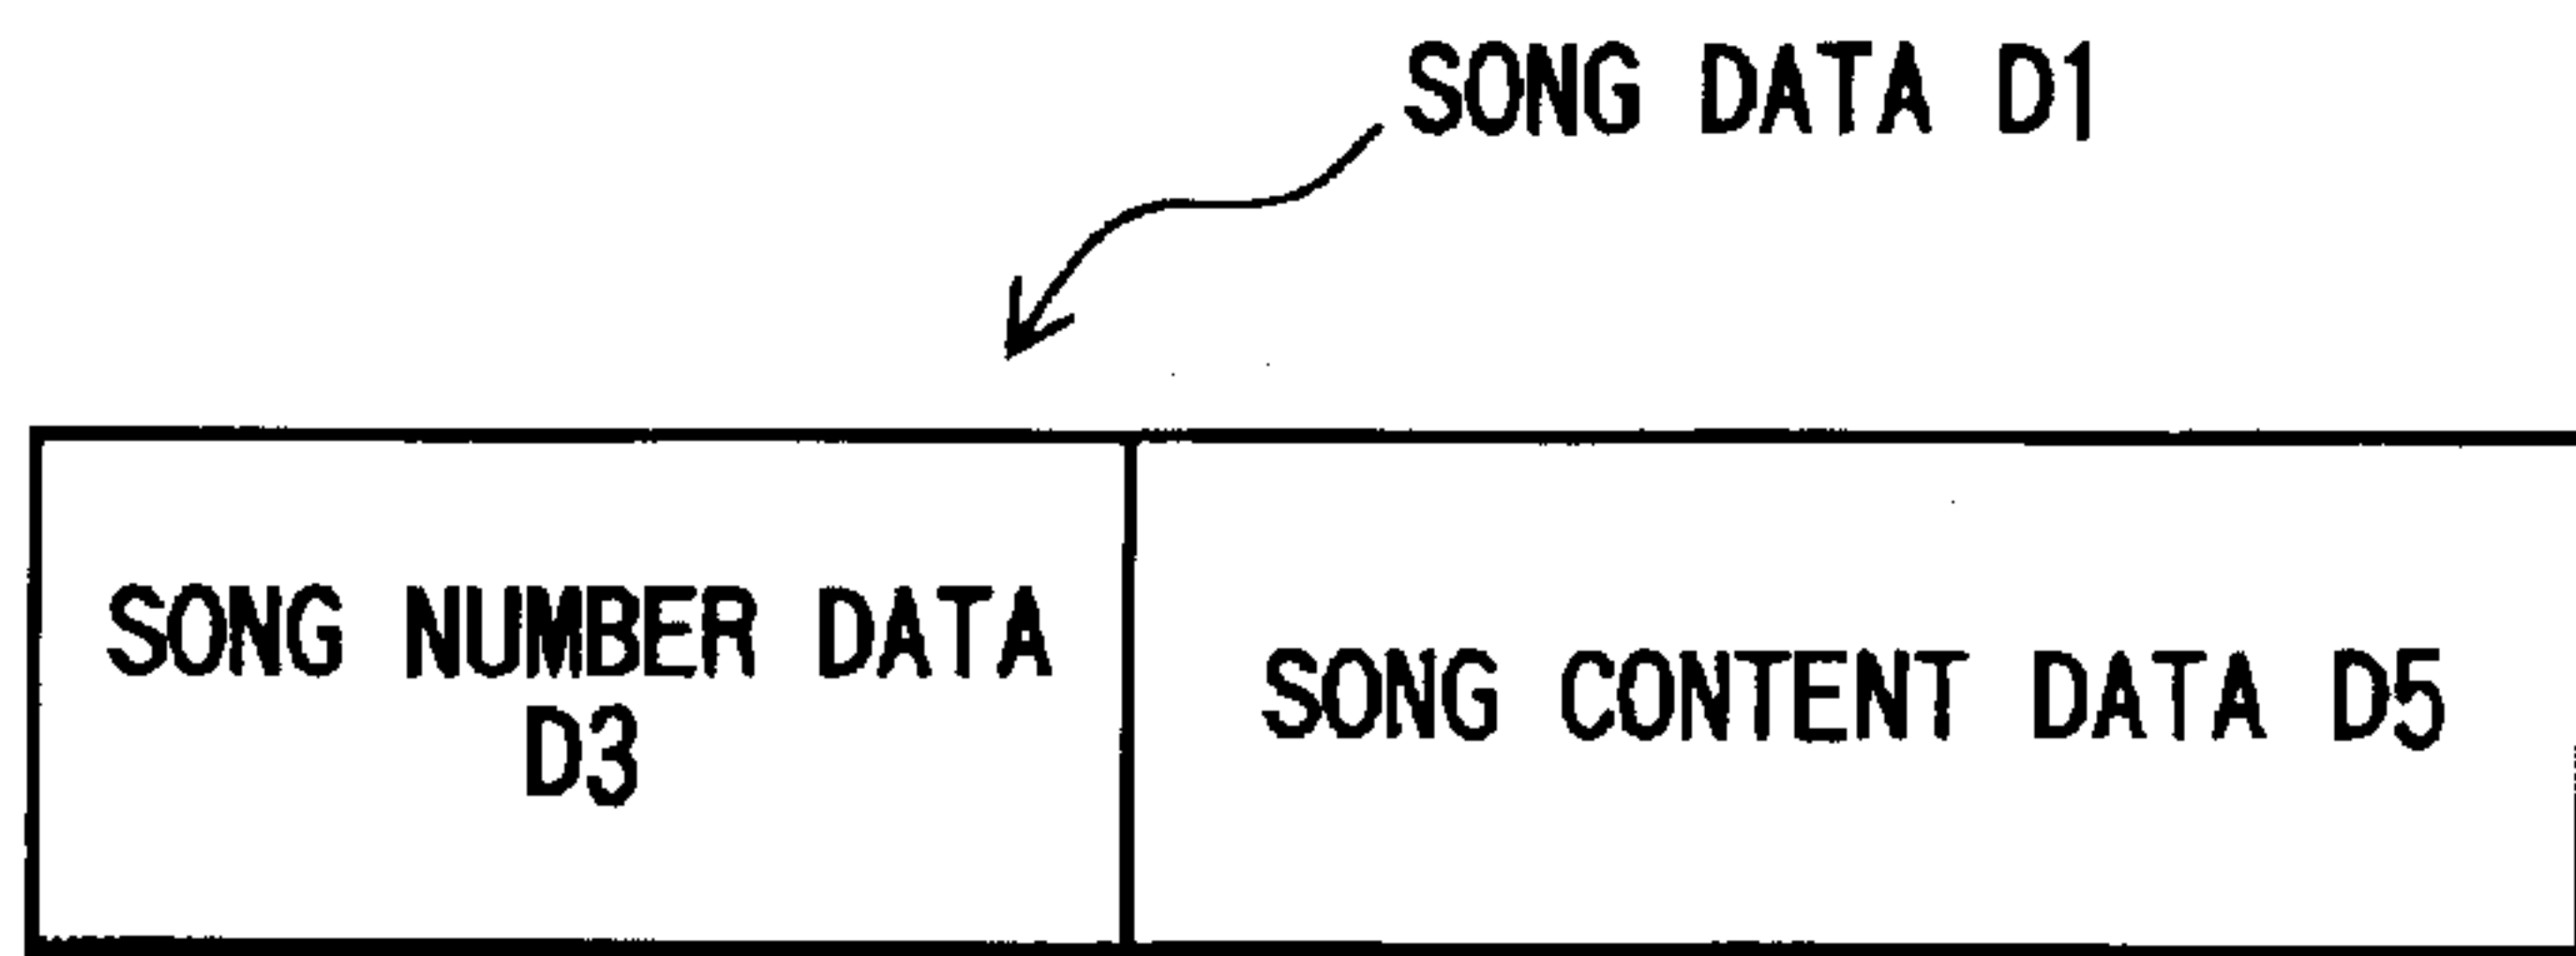 SONG DATA D1
SONG NUMBER DATA
D3
SONG CONTENT DATA D5